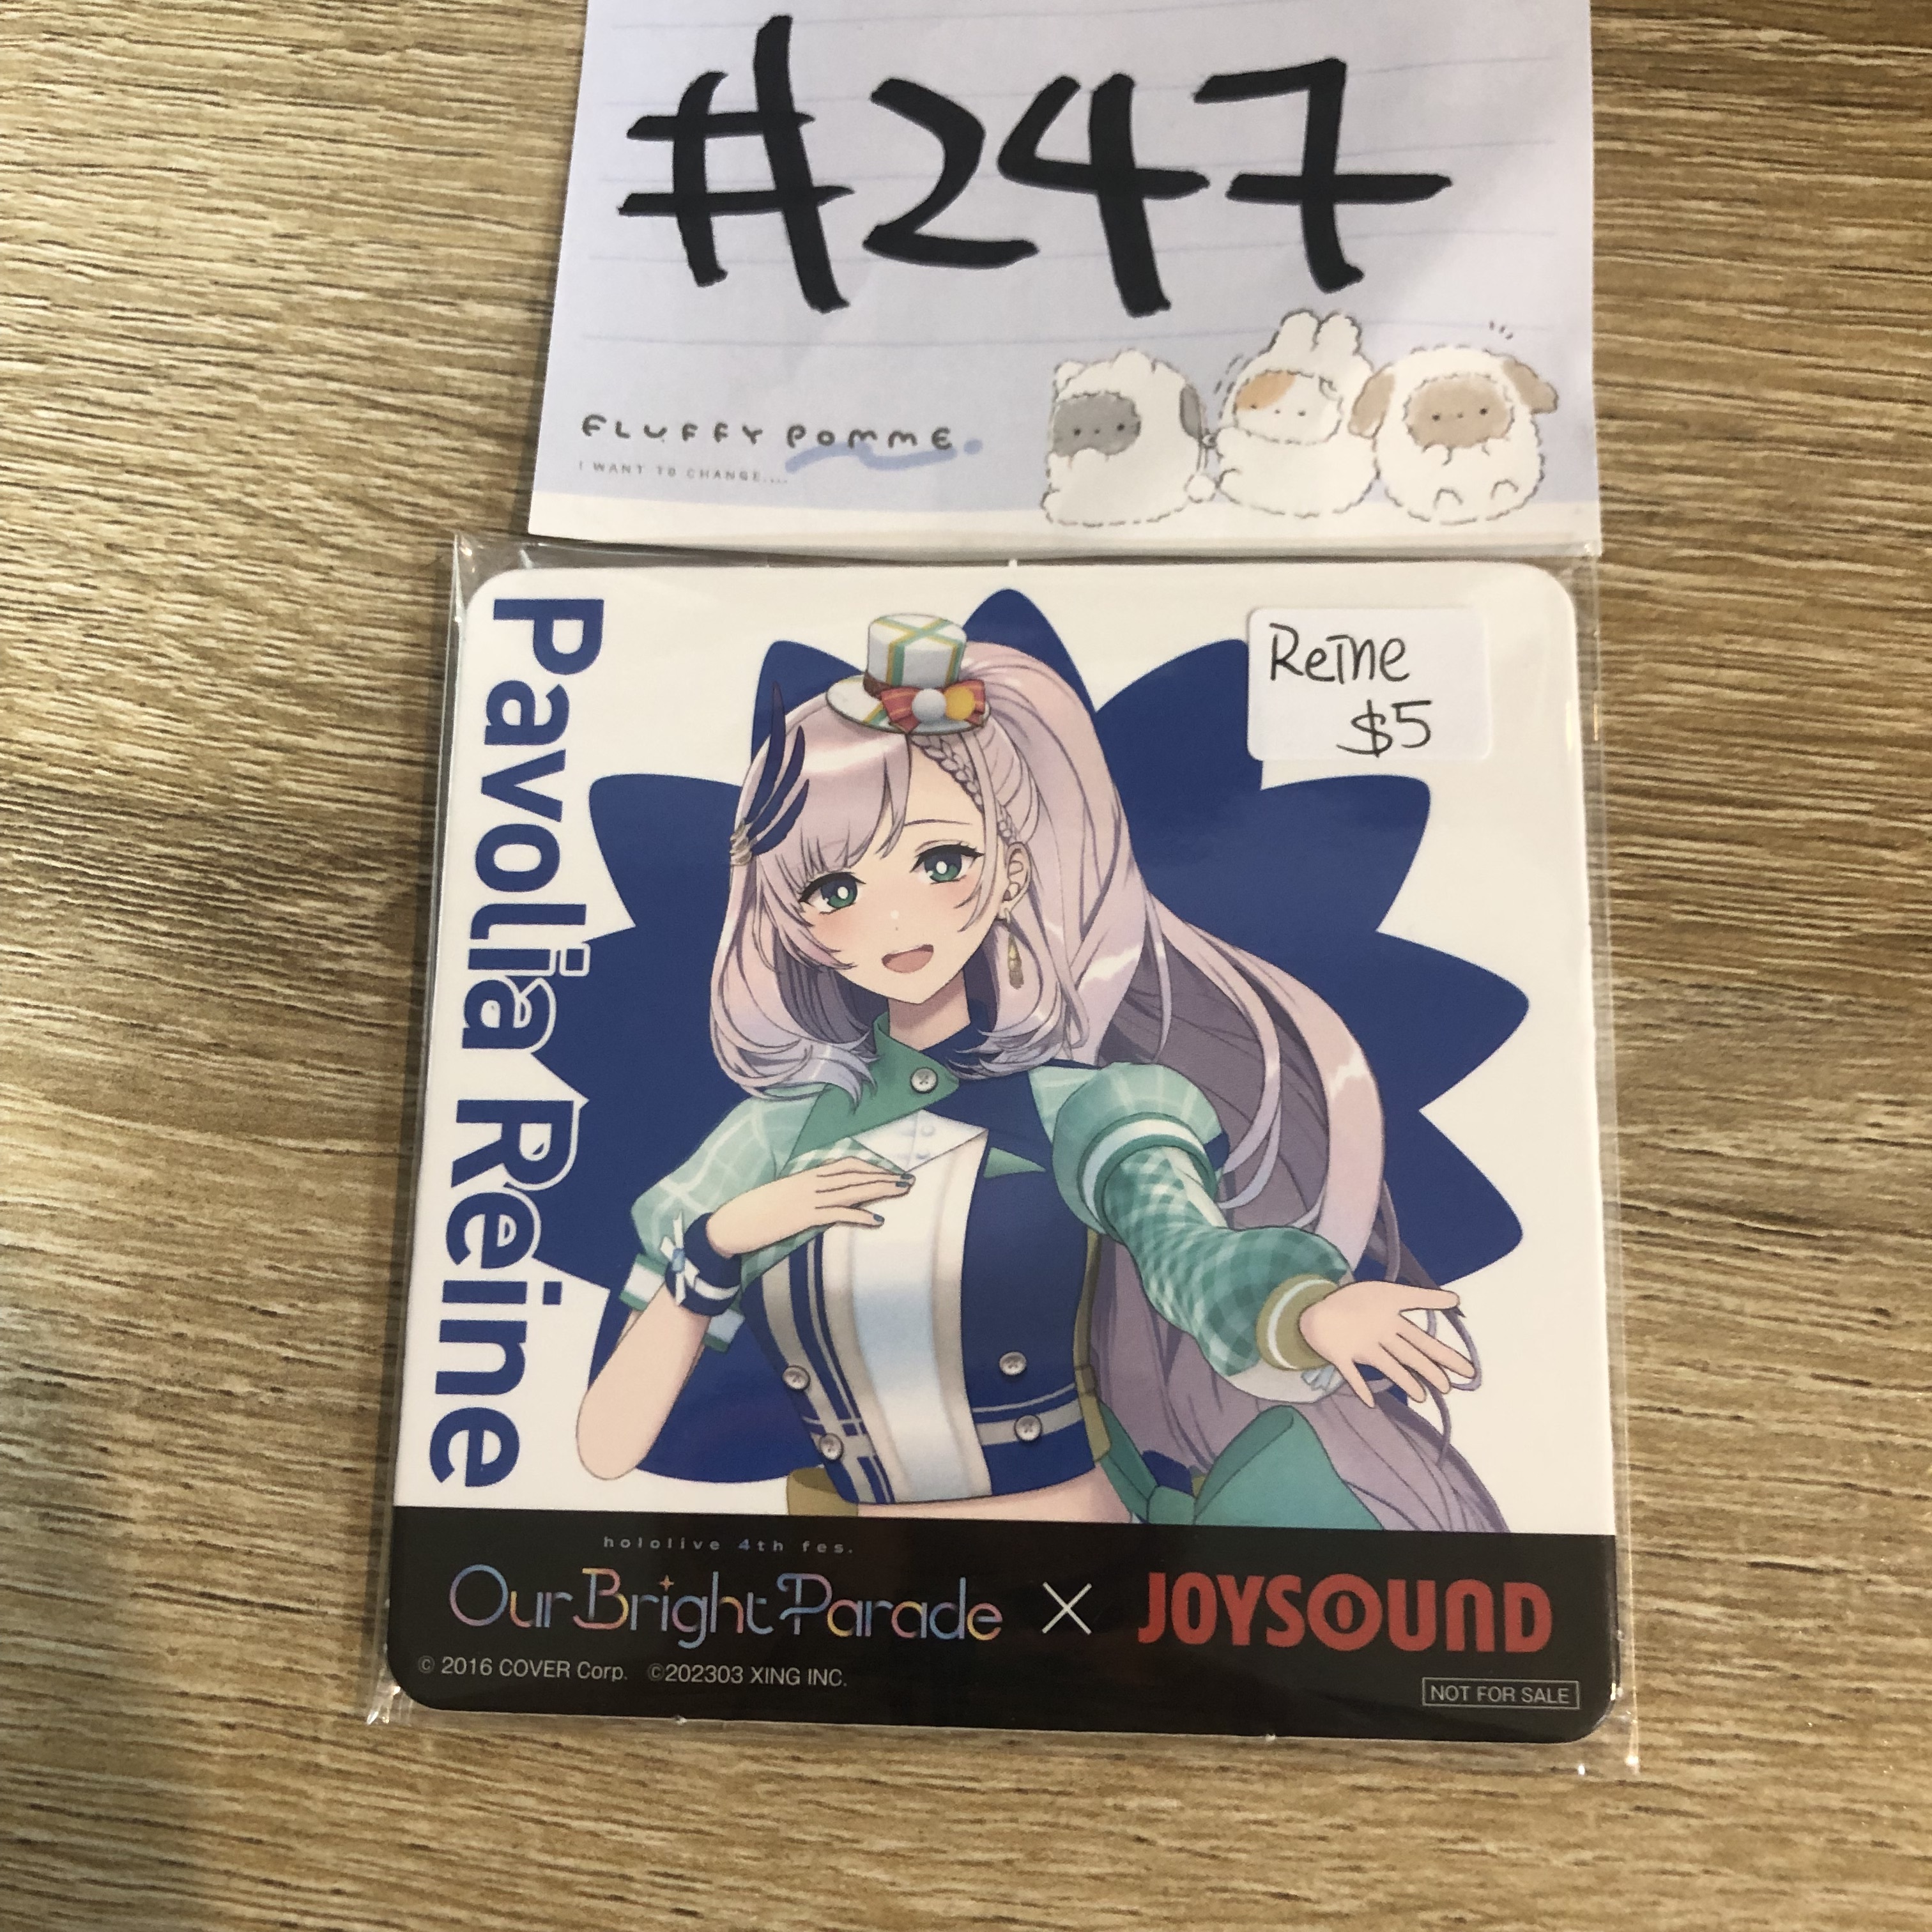 #247
FLUFFY POMME.
I WANT TO CHANGE....
Reine
$5
Pavolia Reine
hololive 4th fes.
Our Bright Parade × JOYSOUND
© 2016 COVER Corp. ©202303 XING INC.
NOT FOR SALE